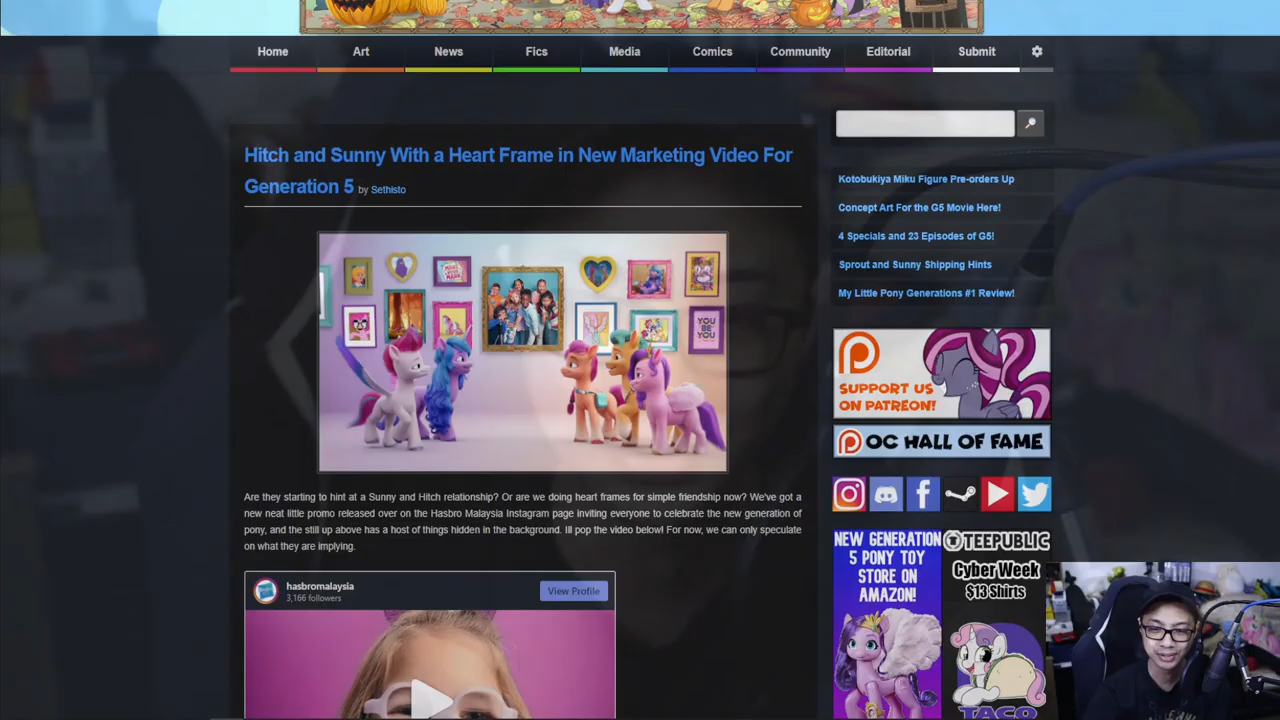 Home Art News Fics Media Comics Community Editorial Submit
Hitch and Sunny With a Heart Frame in New Marketing Video For
Generation 5 by Sethisto
YOU
BE
YOU
Are they starting to hint at a Sunny and Hitch relationship? Or are we doing heart frames for simple friendship now? We've got a
new neat little promo released over on the Hasbro Malaysia Instagram page inviting everyone to celebrate the new generation of
pony, and the still up above has a host of things hidden in the background. Ill pop the video below! For now, we can only speculate
on what they are implying.
hasbromalaysia
3,166 followers
View Profile
Kotobukiya Miku Figure Pre-orders Up
Concept Art For the G5 Movie Here!
4 Specials and 23 Episodes of G5!
Sprout and Sunny Shipping Hints
My Little Pony Generations #1 Review!
SUPPORT US
ON PATREON!
OC HALL OF FAME
NEW GENERATION
5 PONY TOY
STORE ON
AMAZON!
TEEPUBLIC
Cyber Week
$13 Shirts
TACO